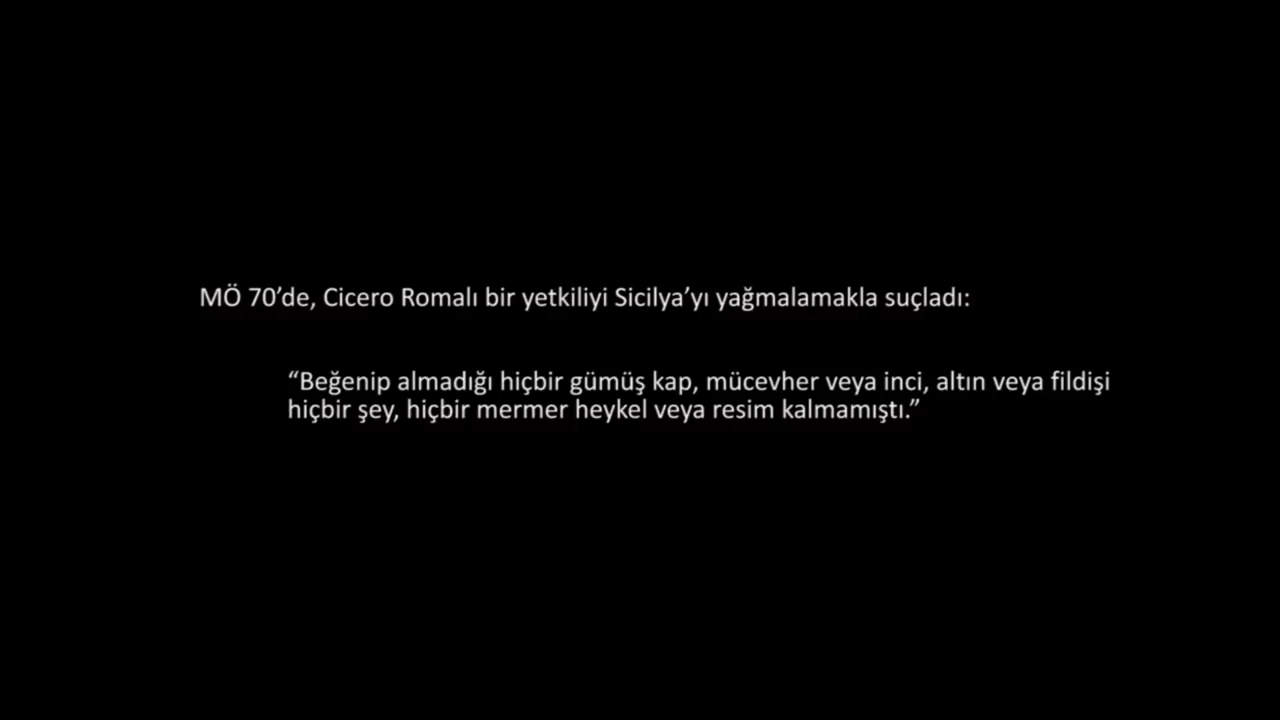 MÖ 70’de, Cicero Romalı bir yetkiliyi Sicilya’yı yağmalamakla suçladı:
“Beğenip almadığı hiçbir gümüş kap, mücevher veya inci, altın veya fildişi
hiçbir şey, hiçbir mermer heykel veya resim kalmamıştı.”